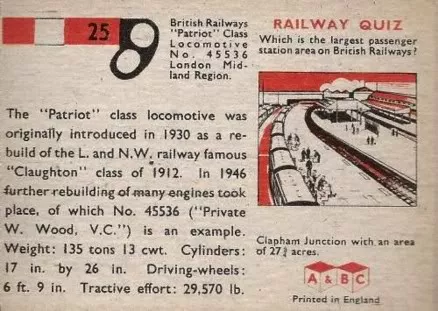 25
British Railways
"Patriot" Class
Locomotive
No. 45536
London Mid-
land Region.
The "Patriot" class locomotive was
originally introduced in 1930 as a re-
build of the L. and N.W. railway famous
"Claughton" class of 1912. In 1946
further rebuilding of many engines took
place, of which No. 45536 ("Private
W. Wood, V.C.") is an example.
Weight: 135 tons 13 cwt. Cylinders:
17 in. by 26 in. Driving-wheels:
6 ft. 9 in. Tractive effort: 29,570 lb.
RAILWAY QUIZ
Which is the largest passenger
station area on British Railways?
Clapham Junction with an area
of 27¾ acres.
A & B C
Printed in England